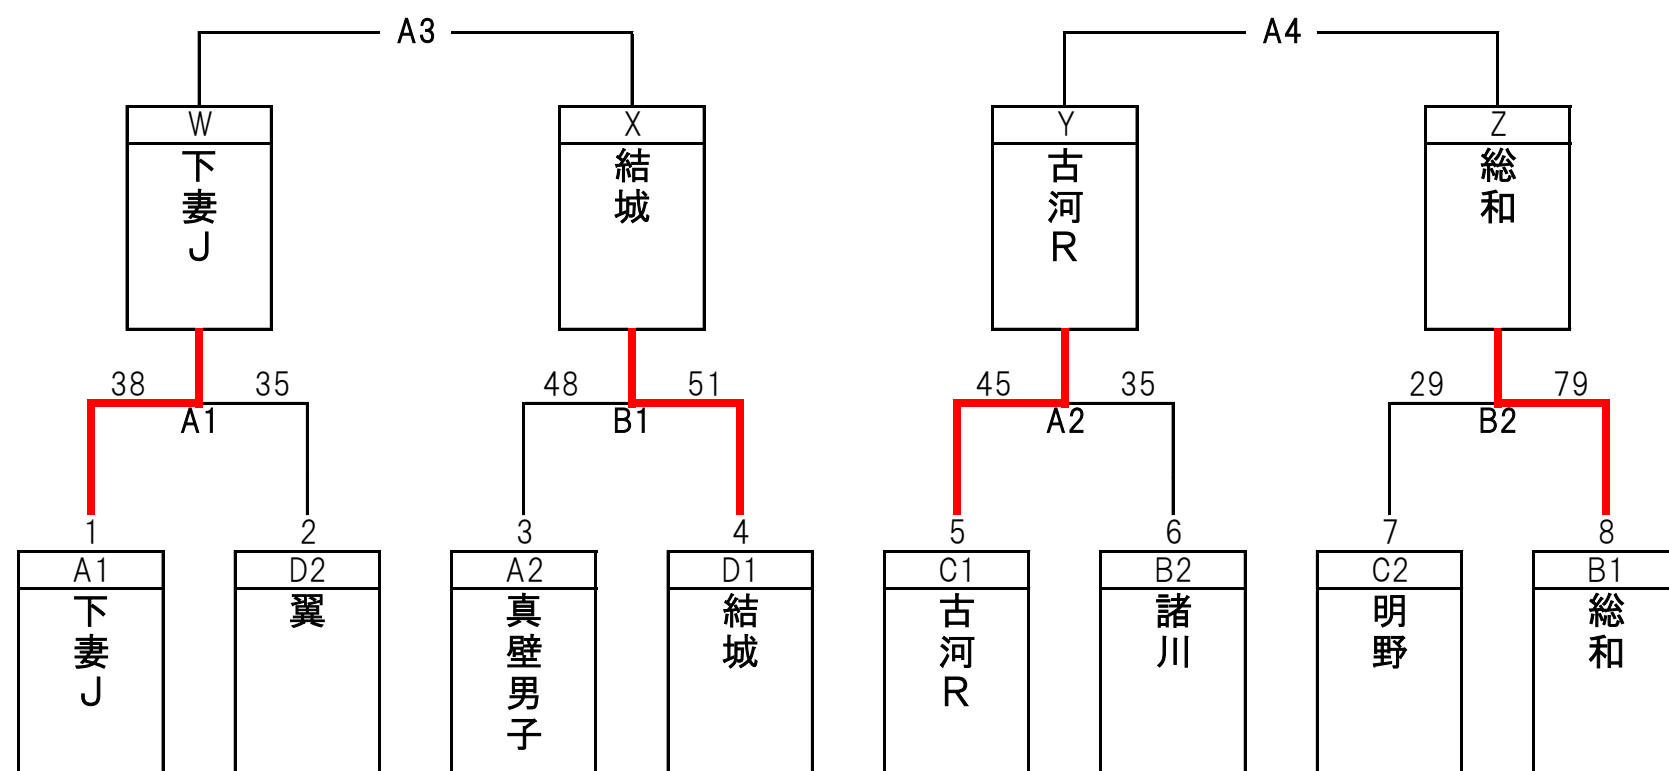 A3
A4
W
X
Y
Z
下妻J
結城
古河R
総和
38
35
48
51
45
35
29
79
A1
B1
A2
B2
1
2
3
4
5
6
7
8
A1
D2
A2
D1
C1
B2
C2
B1
下妻J
翼
真壁男子
結城
古河R
諸川
明野
総和